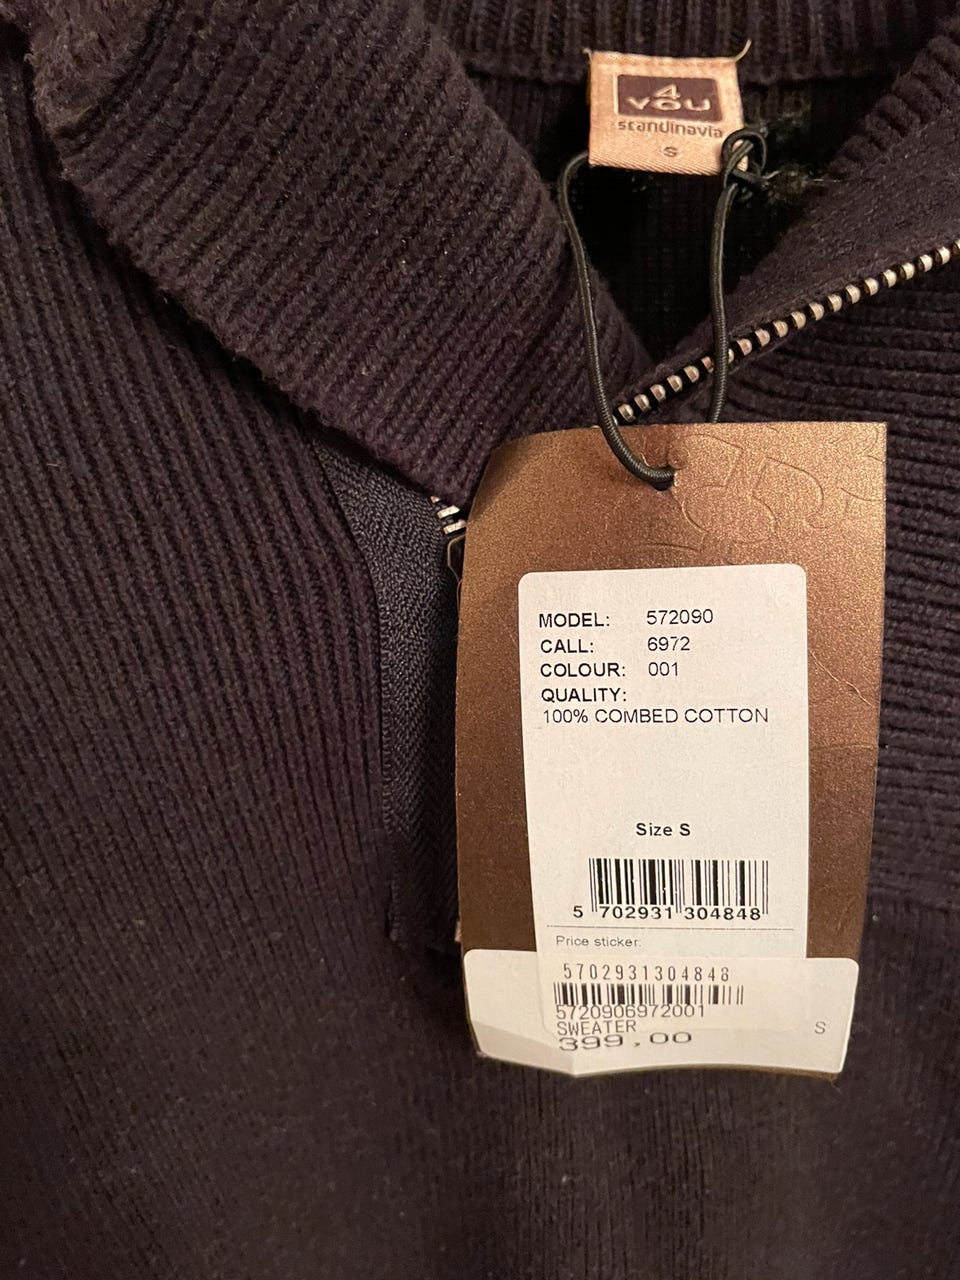 4
YOU
scandinavia
S
MODEL: 572090
CALL: 6972
COLOUR: 001
QUALITY:
100% COMBED COTTON
Size S
5 702931 304848
Price sticker:
5702931304848
5720906972001
SWEATER S
399,00